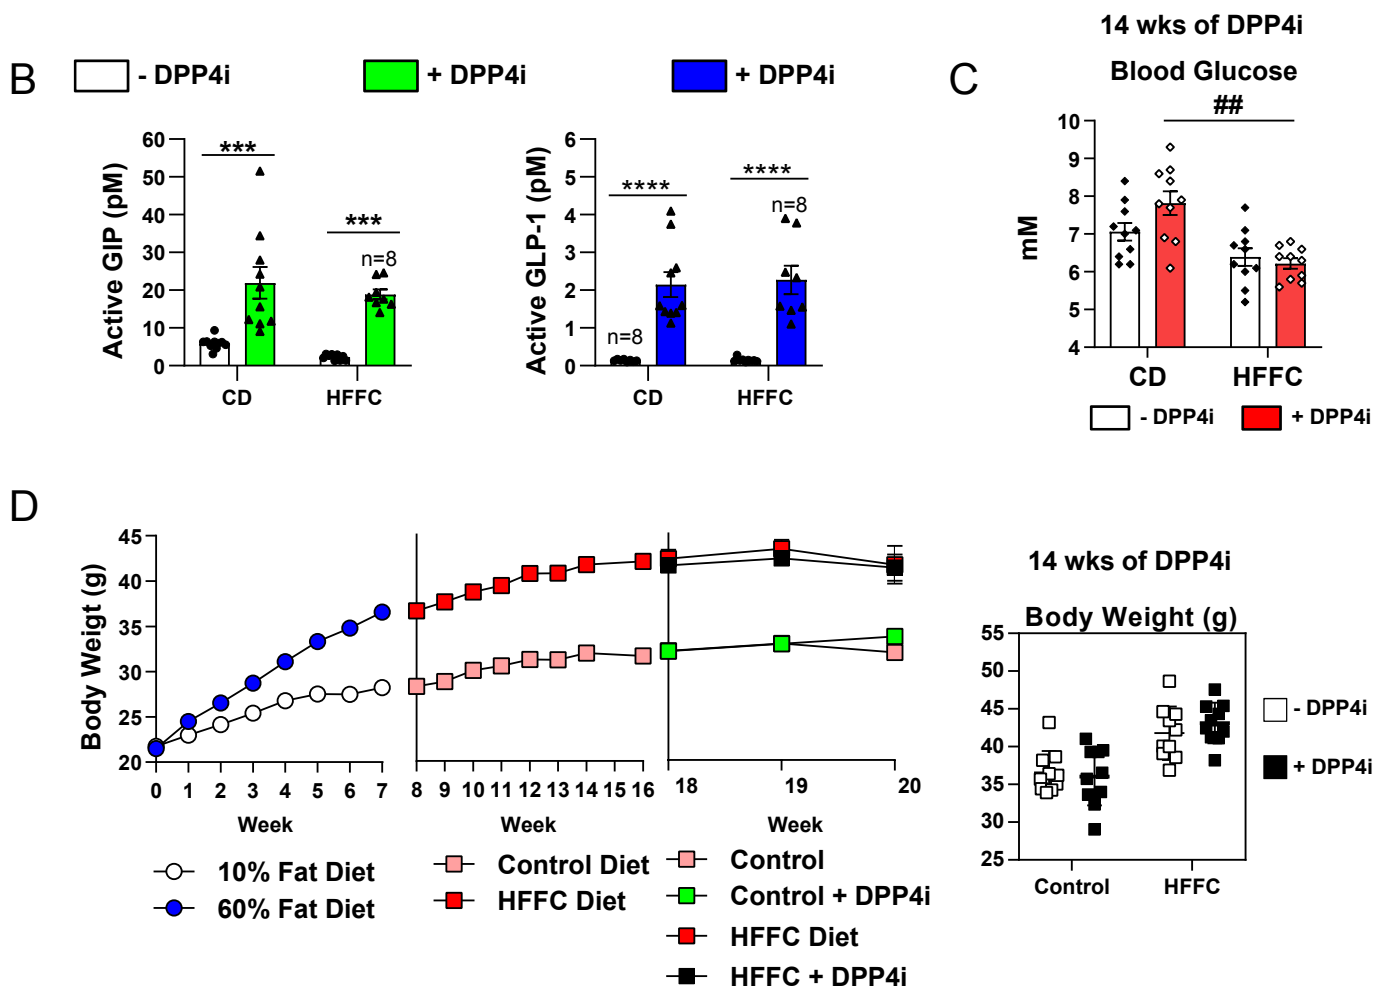 B
- DPP4i
+ DPP4i
+ DPP4i
Active GIP (pM)
60
50
40
30
20
10
0
***
***
n=8
CD
HFFC
Active GLP-1 (pM)
6
5
4
3
2
1
0
****
****
n=8
n=8
CD
HFFC
14 wks of DPP4i
C
Blood Glucose
##
mM
10
9
8
7
6
5
4
CD
HFFC
- DPP4i
+ DPP4i
D
Body Weigt (g)
45
40
35
30
25
20
0 1 2 3 4 5 6 7
Week
8 9 10 11 12 13 14 15 16
Week
18 19 20
Week
10% Fat Diet
60% Fat Diet
Control Diet
HFFC Diet
Control
Control + DPP4i
HFFC Diet
HFFC + DPP4i
14 wks of DPP4i
Body Weight (g)
55
45
40
35
30
25
Control
HFFC
- DPP4i
+ DPP4i